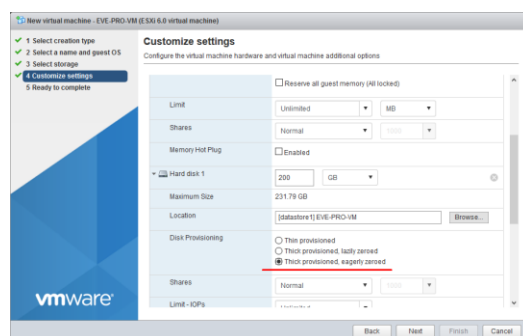 New virtual machine - EVE-PRO-VM (ESXi 6.0 virtual machine)
1 Select creation type
2 Select a name and guest OS
3 Select storage
4 Customize settings
5 Ready to complete
Customize settings
Configure the virtual machine hardware and virtual machine additional options
Reserve all guest memory (All locked)
Limit Unlimited MB
Shares Normal 1000
Memory Hot Plug Enabled
Hard disk 1 200 GB
Maximum Size 231.79 GB
Location [datastore1] EVE-PRO-VM Browse...
Disk Provisioning
Thin provisioned
Thick provisioned, lazily zeroed
Thick provisioned, eagerly zeroed
Shares Normal 1000
Limit - IOPs Unlimited
vmware
Back Next Finish Cancel